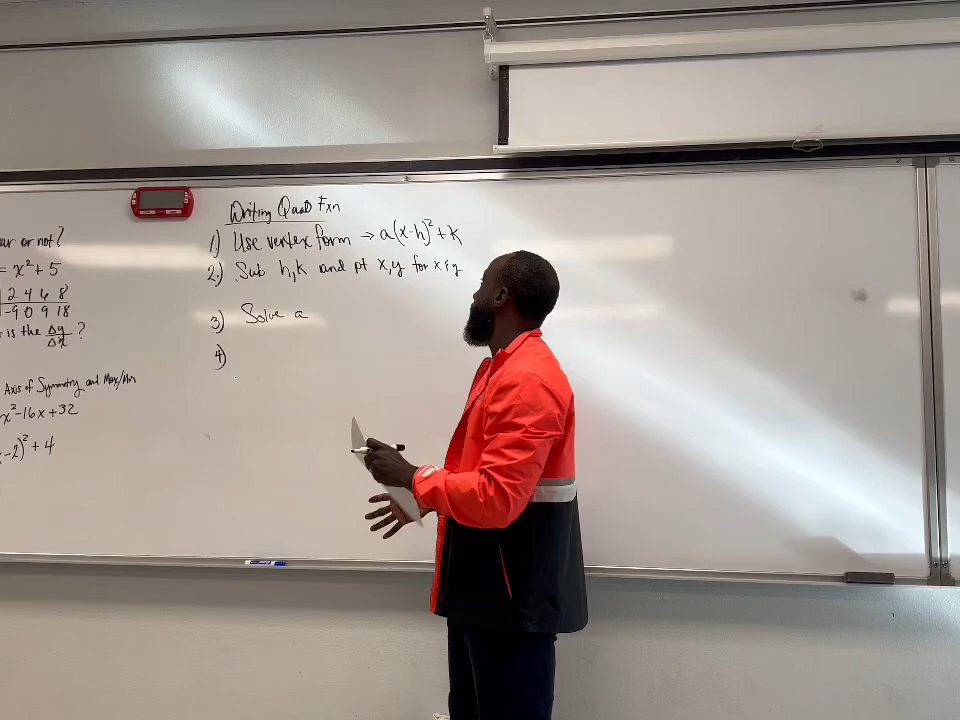 ar or not?
= x² + 5
2 4 6 8
-9 0 9 18
is the Δy/Δx ?
Axis of Symmetry and Max/Min
x² -16x + 32
-2)² + 4
Writing Quad Fxn
1) Use vertex form → a(x-h)² + k
2.) Sub h,k and pt x,y for x & y
3) Solve a
4)